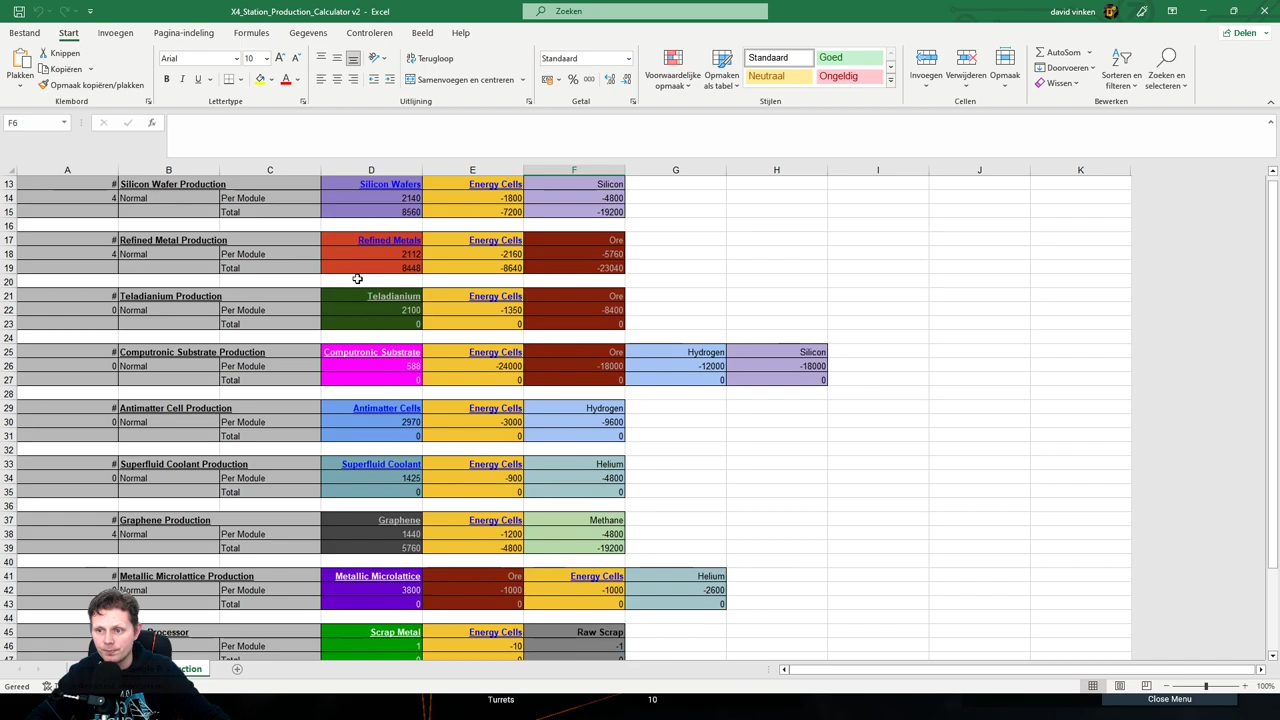 X4_Station_Production_Calculator v2 - Excel
Zoeken
david vinken
Bestand Start Invoegen Pagina-indeling Formules Gegevens Controleren Beeld Help
Delen
Plakken
Knippen
Kopiëren
Opmaak kopiëren/plakken
Klembord
Arial 10
B I U
Lettertype
Terugloop
Samenvoegen en centreren
Uitlijning
Standaard
% 000
Getal
Voorwaardelijke opmaak
Opmaken als tabel
Standaard Goed
Neutraal Ongeldig
Stijlen
Invoegen Verwijderen Opmaak
Cellen
AutoSom
Doorvoeren
Wissen
Sorteren en filteren
Zoeken en selecteren
Bewerken
F6 fx
A B C D E F G H I J K
13 # Silicon Wafer Production Silicon Wafers Energy Cells Silicon
14 4 Normal Per Module 2140 -1800 -4800
15 Total 8560 -7200 -19200
16
17 # Refined Metal Production Refined Metals Energy Cells Ore
18 4 Normal Per Module 2112 -2160 -5760
19 Total 8448 -8640 -23040
20
21 # Teladianium Production Teladianium Energy Cells Ore
22 0 Normal Per Module 2100 -1350 -8400
23 Total 0 0 0
24
25 # Computronic Substrate Production Computronic Substrate Energy Cells Ore Hydrogen Silicon
26 0 Normal Per Module 588 -24000 -18000 -12000 -18000
27 Total 0 0 0 0 0
28
29 # Antimatter Cell Production Antimatter Cells Energy Cells Hydrogen
30 0 Normal Per Module 2970 -3000 -9600
31 Total 0 0 0
32
33 # Superfluid Coolant Production Superfluid Coolant Energy Cells Helium
34 0 Normal Per Module 1425 -900 -4800
35 Total 0 0 0
36
37 # Graphene Production Graphene Energy Cells Methane
38 4 Normal Per Module 1440 -1200 -4800
39 Total 5760 -4800 -19200
40
41 # Metallic Microlattice Production Metallic Microlattice Ore Energy Cells Helium
42 Normal Per Module 3800 -1000 -1000 -2600
43 Total 0 0 0 0
44
45 Processor Scrap Metal Energy Cells Raw Scrap
46 Per Module 1 -10 -1
47 Total 0 0 0
Gereed
100%
Turrets 10
Close Menu